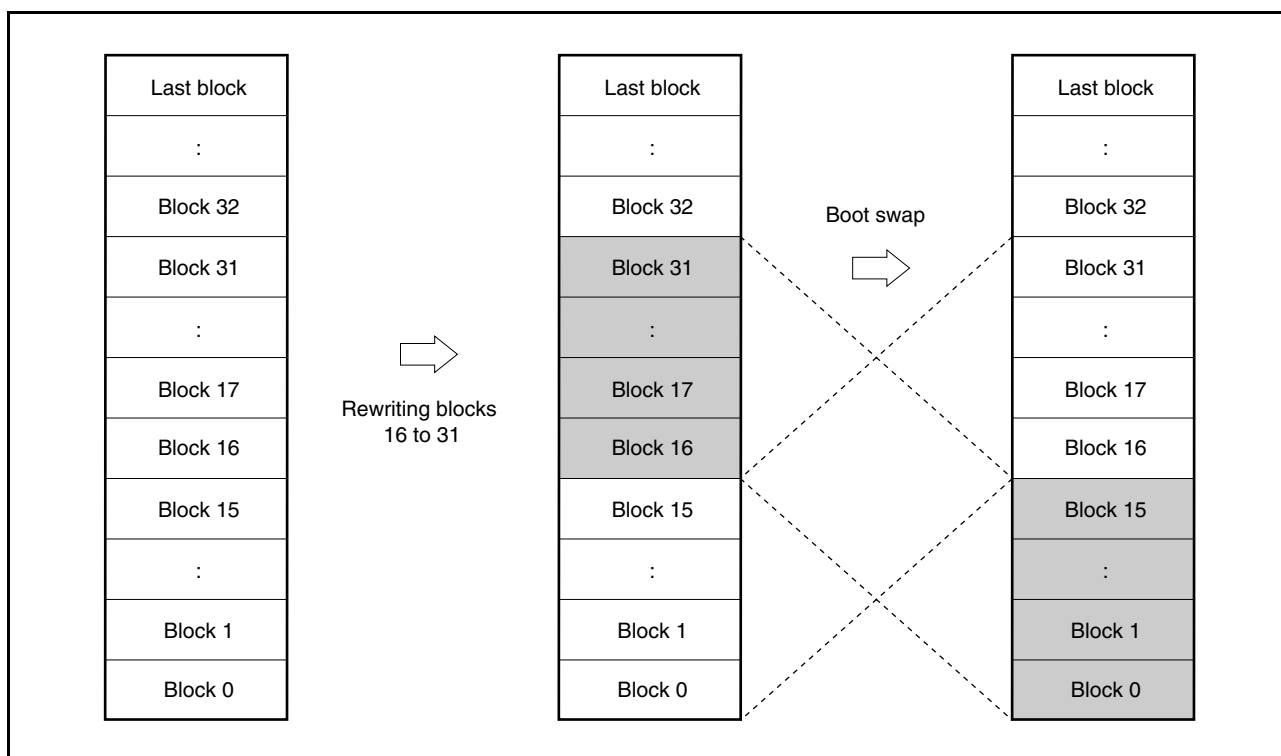 Last block
:
Block 32
Block 31
:
Block 17
Block 16
Block 15
:
Block 1
Block 0
Rewriting blocks
16 to 31
Last block
:
Block 32
Block 31
:
Block 17
Block 16
Block 15
:
Block 1
Block 0
Boot swap
Last block
:
Block 32
Block 31
:
Block 17
Block 16
Block 15
:
Block 1
Block 0